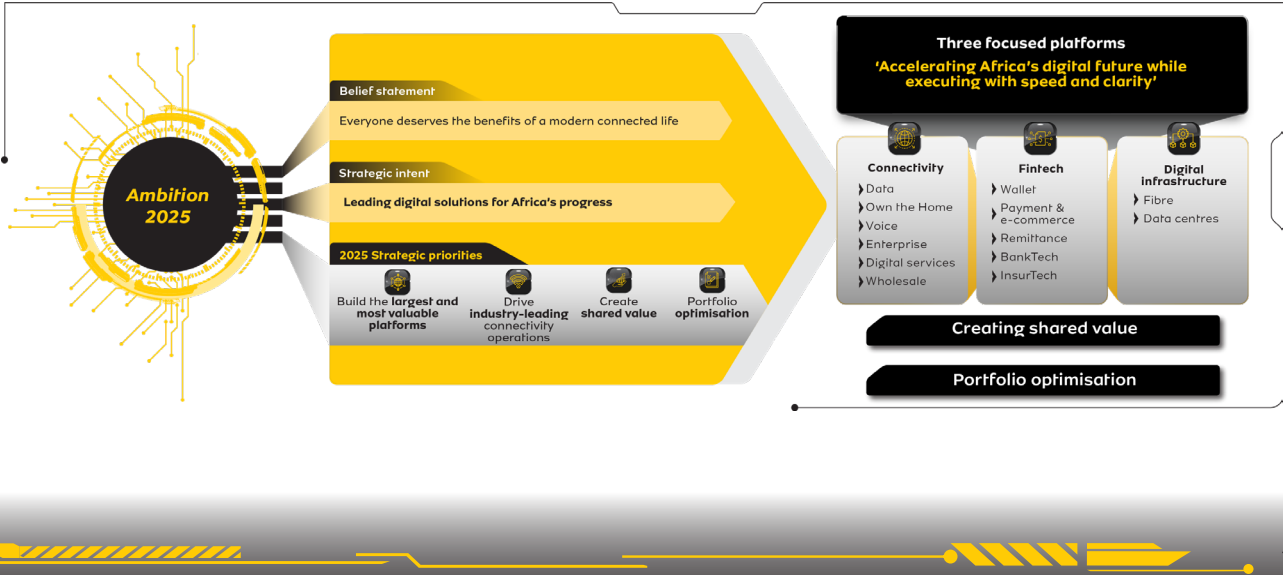 Ambition
2025
Belief statement
Everyone deserves the benefits of a modern connected life
Strategic intent
Leading digital solutions for Africa's progress
2025 Strategic priorities
Build the largest and
most valuable
platforms
Drive
industry-leading
connectivity
operations
Create
shared value
Portfolio
optimisation
Three focused platforms
'Accelerating Africa's digital future while
executing with speed and clarity'
Connectivity
Data
Own the Home
Voice
Enterprise
Digital services
Wholesale
Fintech
Wallet
Payment &
e-commerce
Remittance
BankTech
InsurTech
Digital
infrastructure
Fibre
Data centres
Creating shared value
Portfolio optimisation